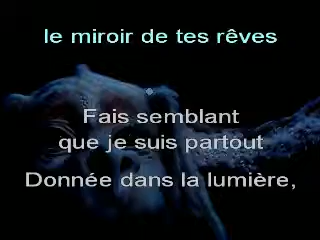 le miroir de tes rêves
Fais semblant
que je suis partout
Donnée dans la lumière,